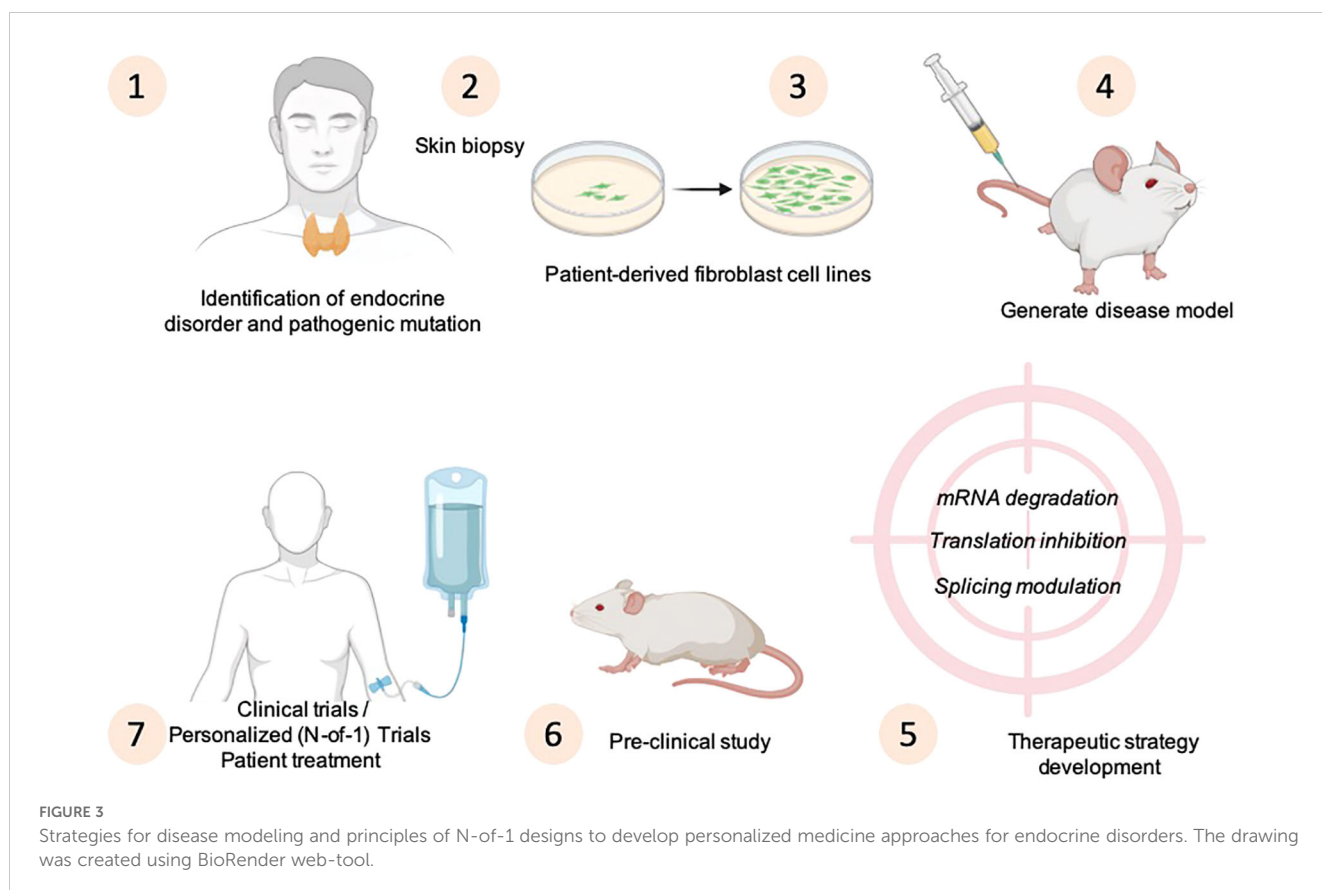 1
2
3
4
Skin biopsy
Patient-derived fibroblast cell lines
Identification of endocrine
disorder and pathogenic mutation
Generate disease model
mRNA degradation
Translation inhibition
Splicing modulation
7
Clinical trials /
Personalized (N-of-1) Trials
Patient treatment
6
Pre-clinical study
5
Therapeutic strategy
development
FIGURE 3
Strategies for disease modeling and principles of N-of-1 designs to develop personalized medicine approaches for endocrine disorders. The drawing
was created using BioRender web-tool.